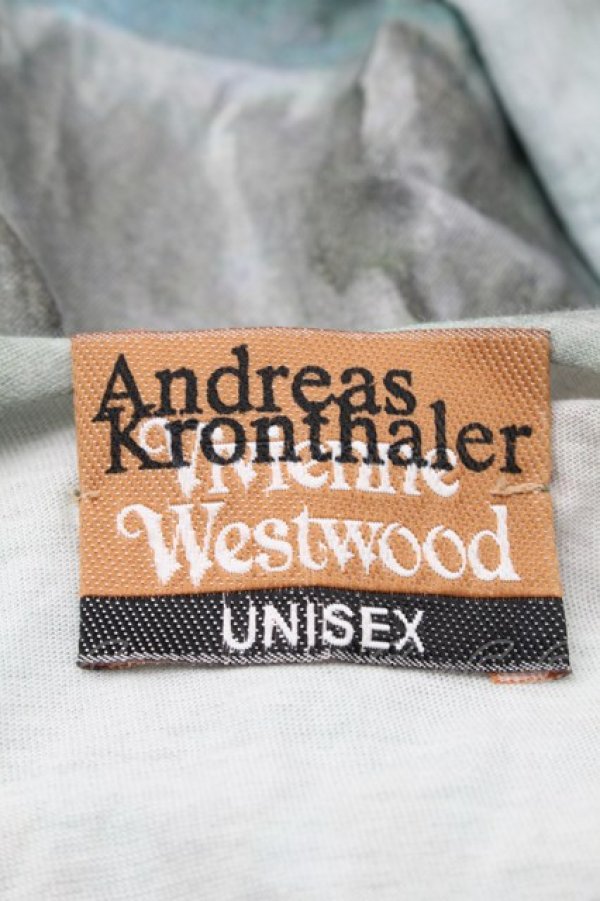 Andreas
Kronthaler
Vivienne
Westwood
UNISEX